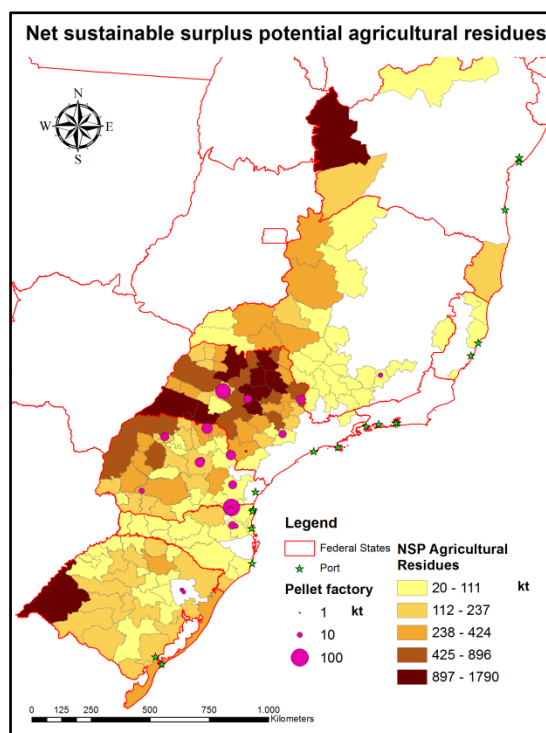 Net sustainable surplus potential agricultural residues
N
W E
S
Legend
Federal States
Port
Pellet factory
1 kt
10
100
NSP Agricultural
Residues
20 - 111 kt
112 - 237
238 - 424
425 - 896
897 - 1790
0 125 250 500 750 1.000
Kilometers